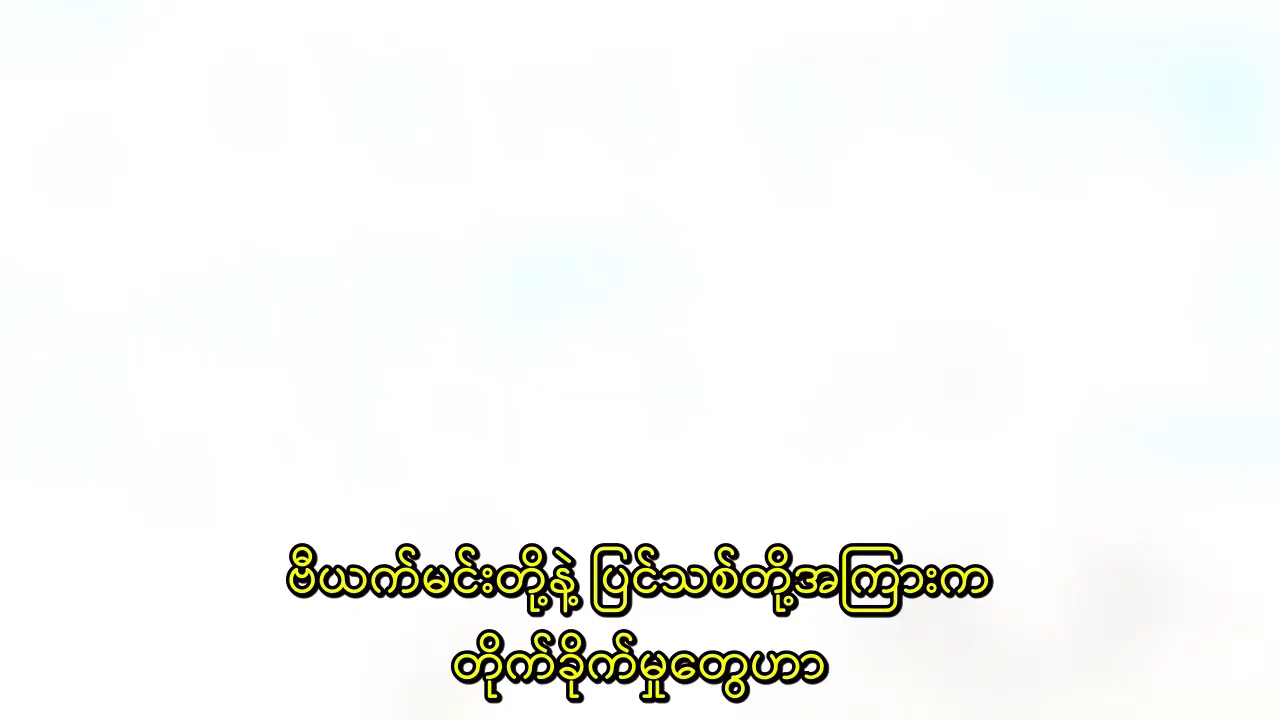 ဗီယက်မင်းတို့နဲ့ ပြင်သစ်တို့အကြားက
တိုက်ခိုက်မှုတွေဟာ